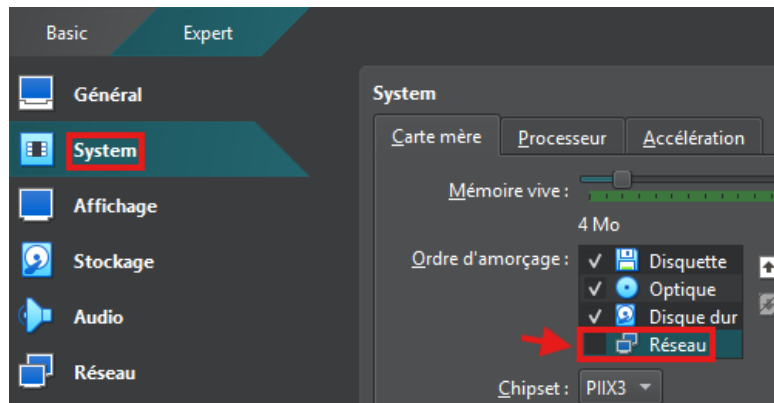 Basic Expert
Général
System
Affichage
Stockage
Audio
Réseau
System
Carte mère Processeur Accélération
Mémoire vive :
4 Mo
Ordre d'amorçage :
Disquette
Optique
Disque dur
Réseau
Chipset : PIIX3